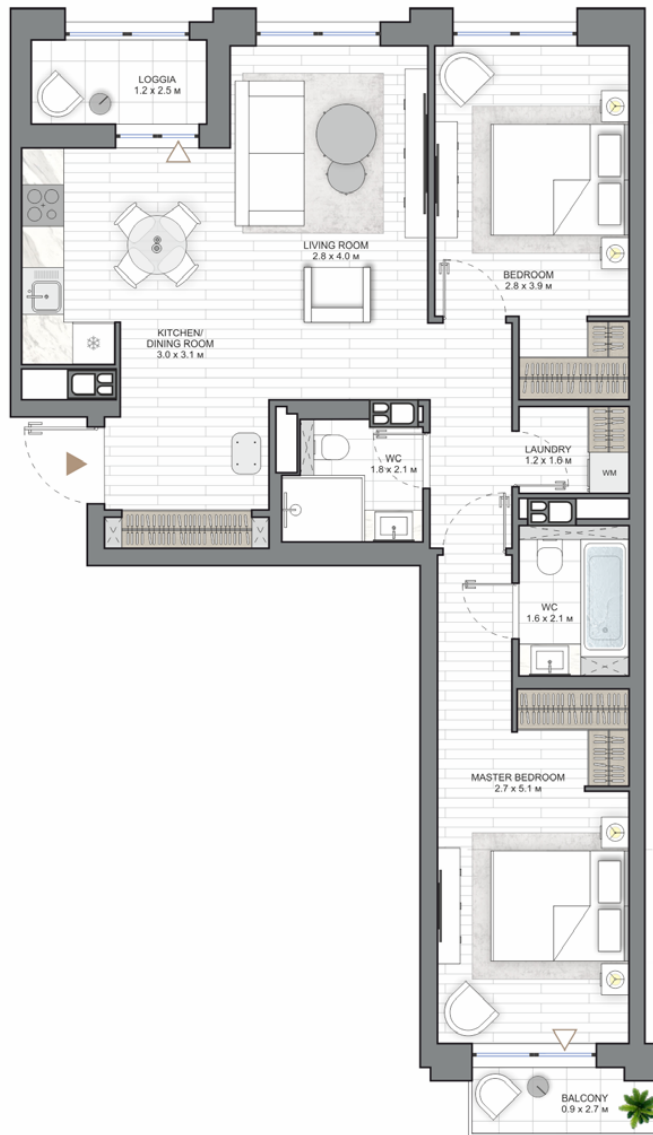 LOGGIA
1.2 x 2.5 м
LIVING ROOM
2.8 x 4.0 м
BEDROOM
2.8 x 3.9 м
KITCHEN/
DINING ROOM
3.0 x 3.1 м
WC
1.8 x 2.1 м
LAUNDRY
1.2 x 1.6 м
WM
WC
1.6 x 2.1 м
MASTER BEDROOM
2.7 x 5.1 м
BALCONY
0.9 x 2.7 м